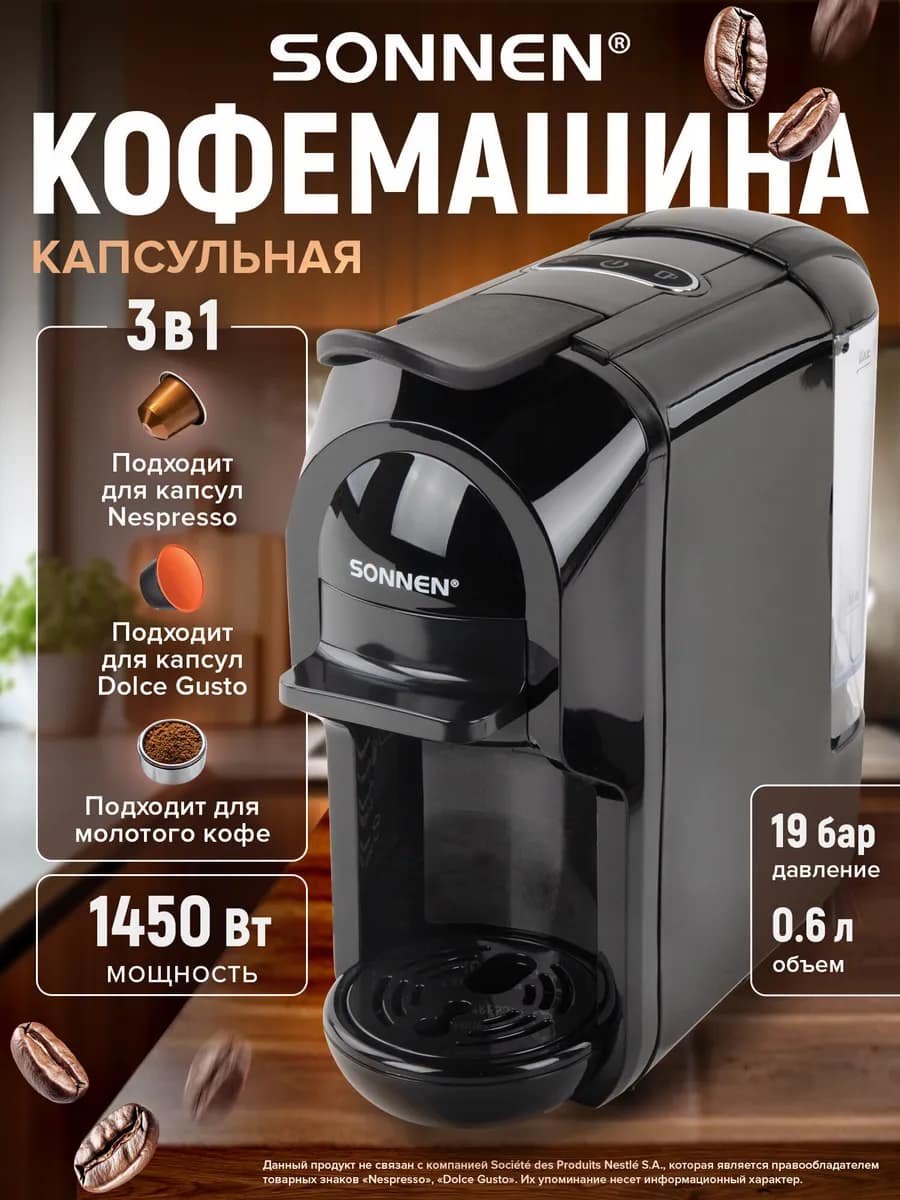 SONNEN®
КОФЕМАШИНА
КАПСУЛЬНАЯ
3в1
Подходит
для капсул
Nespresso
Подходит
для капсул
Dolce Gusto
Подходит для
молотого кофе
1450 Вт
мощность
SONNEN®
19 бар
давление
0.6 л
объем
Данный продукт не связан с компанией Société des Produits Nestlé S.A., которая является правообладателем
товарных знаков «Nespresso», «Dolce Gusto». Их упоминание несет информационный характер.